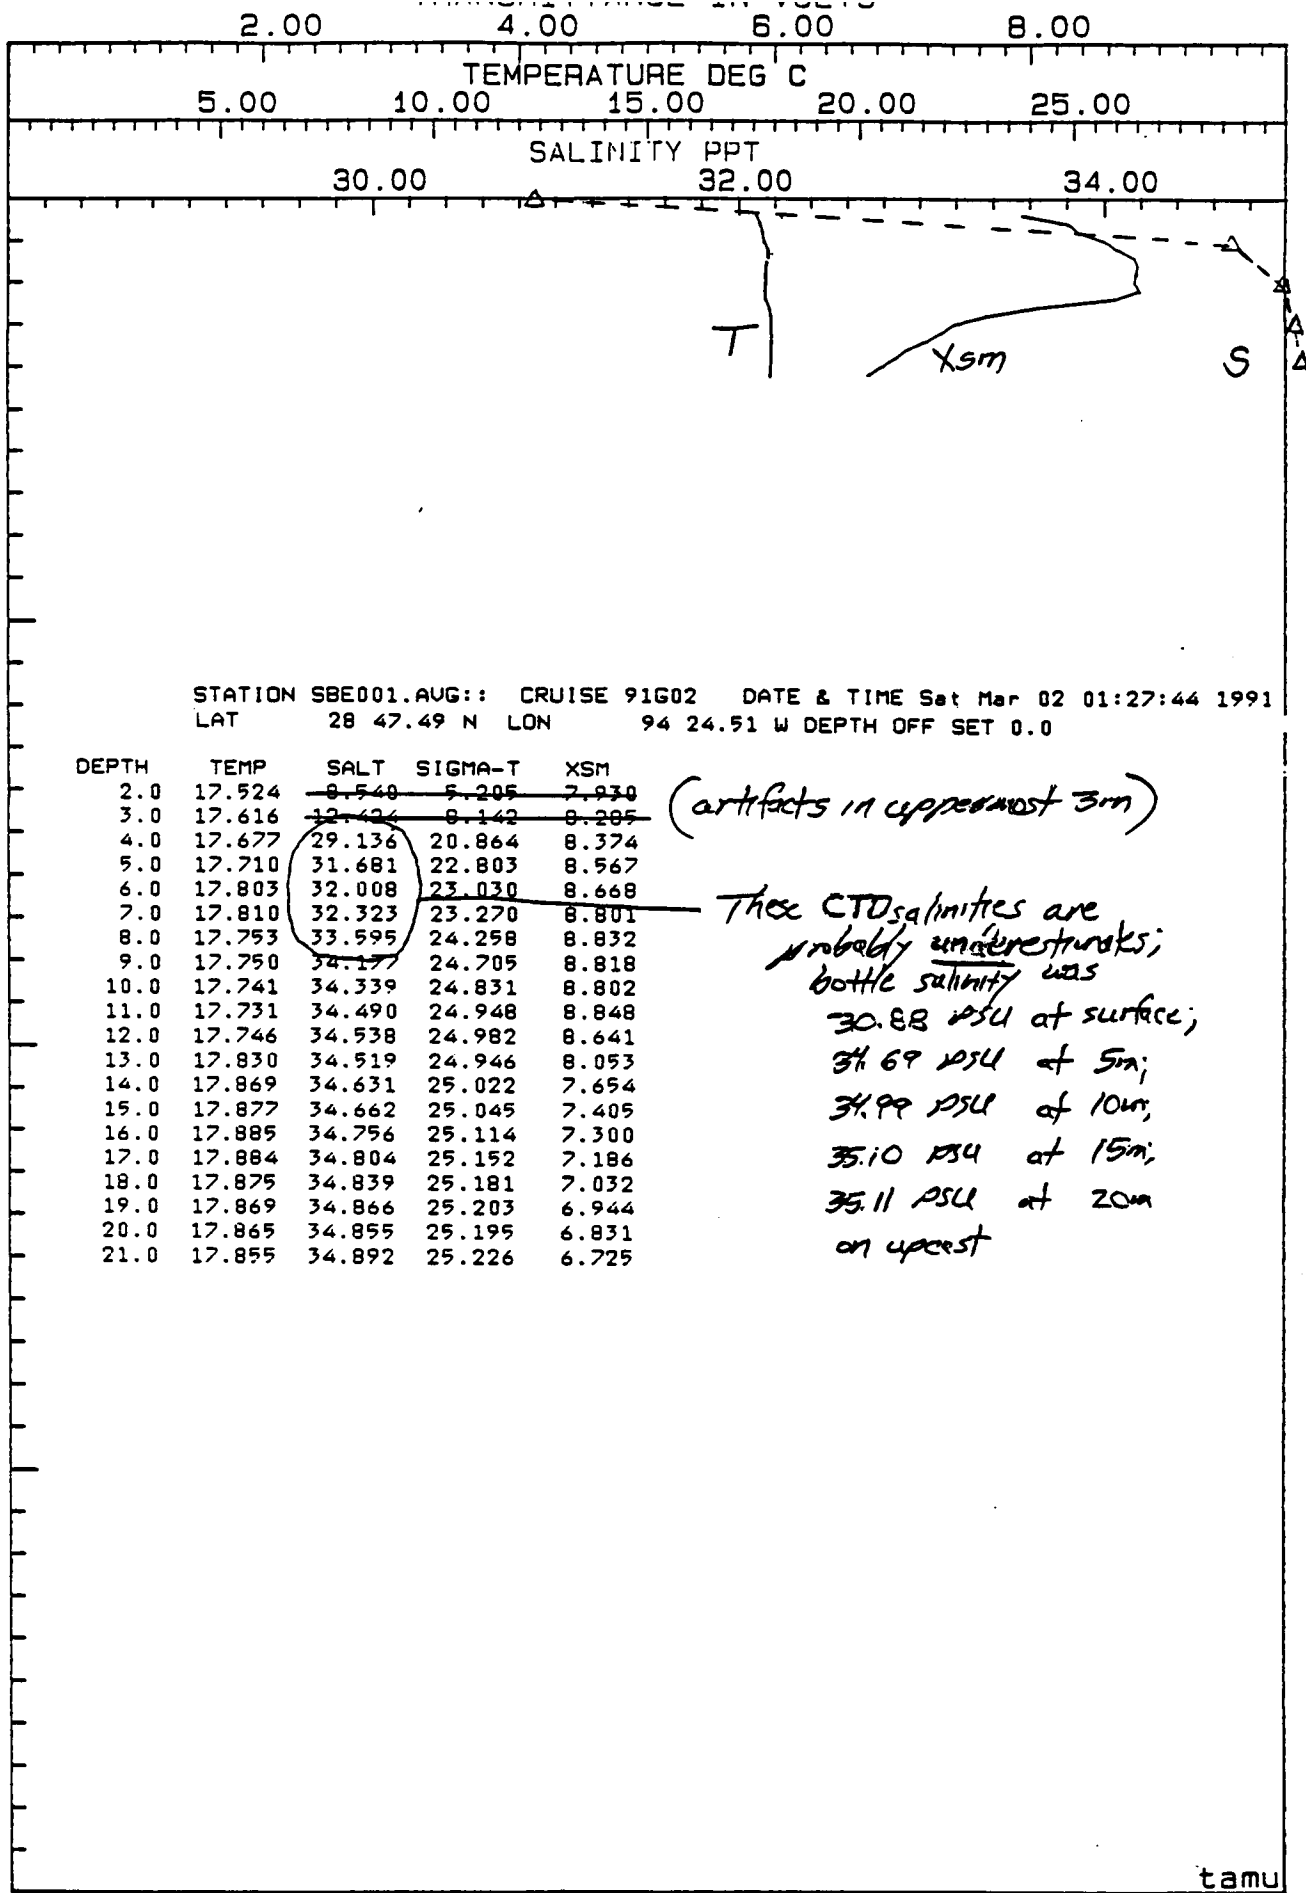 2.00 4.00 6.00 8.00
TEMPERATURE DEG C
5.00 10.00 15.00 20.00 25.00
SALINITY PPT
30.00 32.00 34.00
T Xsm S
STATION SBE001.AVG:: CRUISE 91G02 DATE & TIME Sat Mar 02 01:27:44 1991
LAT 28 47.49 N LON 94 24.51 W DEPTH OFF SET 0.0
DEPTH TEMP SALT SIGMA-T XSM
2.0 17.524 8.540 5.205 7.930 (artifacts in uppermost 3m)
3.0 17.616 12.424 8.142 8.205
4.0 17.677 29.136 20.864 8.374
5.0 17.710 31.681 22.803 8.567
6.0 17.803 32.008 23.030 8.668
7.0 17.810 32.323 23.270 8.801 These CTD salinities are
8.0 17.753 33.595 24.258 8.832 probably underestimates;
9.0 17.750 34.177 24.705 8.818 bottle salinity was
10.0 17.741 34.339 24.831 8.802
11.0 17.731 34.490 24.948 8.848 30.88 psu at surface;
12.0 17.746 34.538 24.982 8.641
13.0 17.830 34.519 24.946 8.053 34.69 psu at 5m;
14.0 17.869 34.631 25.022 7.654
15.0 17.877 34.662 25.045 7.405 34.99 psu at 10m;
16.0 17.885 34.756 25.114 7.300
17.0 17.884 34.804 25.152 7.186 35.10 psu at 15m;
18.0 17.875 34.839 25.181 7.032
19.0 17.869 34.866 25.203 6.944 35.11 psu at 20m
20.0 17.865 34.855 25.195 6.831
21.0 17.855 34.892 25.226 6.725 on upcast
tamu